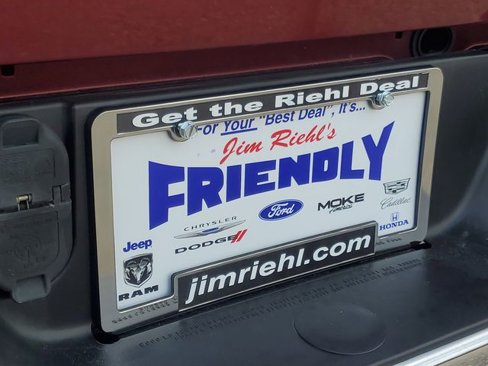 Get the Riehl Deal
For Your "Best Deal", It's...
Jim Riehl's
FRIENDLY
CHRYSLER
Ford
MOKE
america
Cadillac
Jeep
DODGE
HONDA
RAM
jimriehl.com